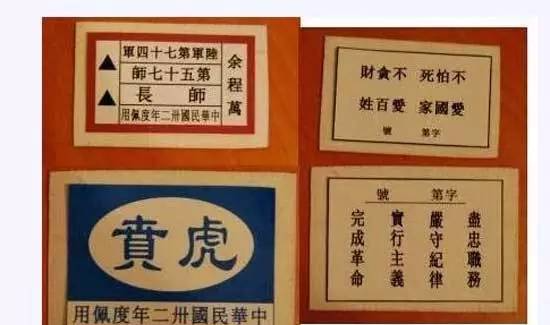 陸軍第七十四軍
第五十七師
師長
余程萬
中華民國卅二年度佩用
不怕死 不貪財
愛國家 愛百姓
字第 號
虎賁
中華民國卅二年度佩用
字第 號
盡忠職務
嚴守紀律
實行主義
完成革命